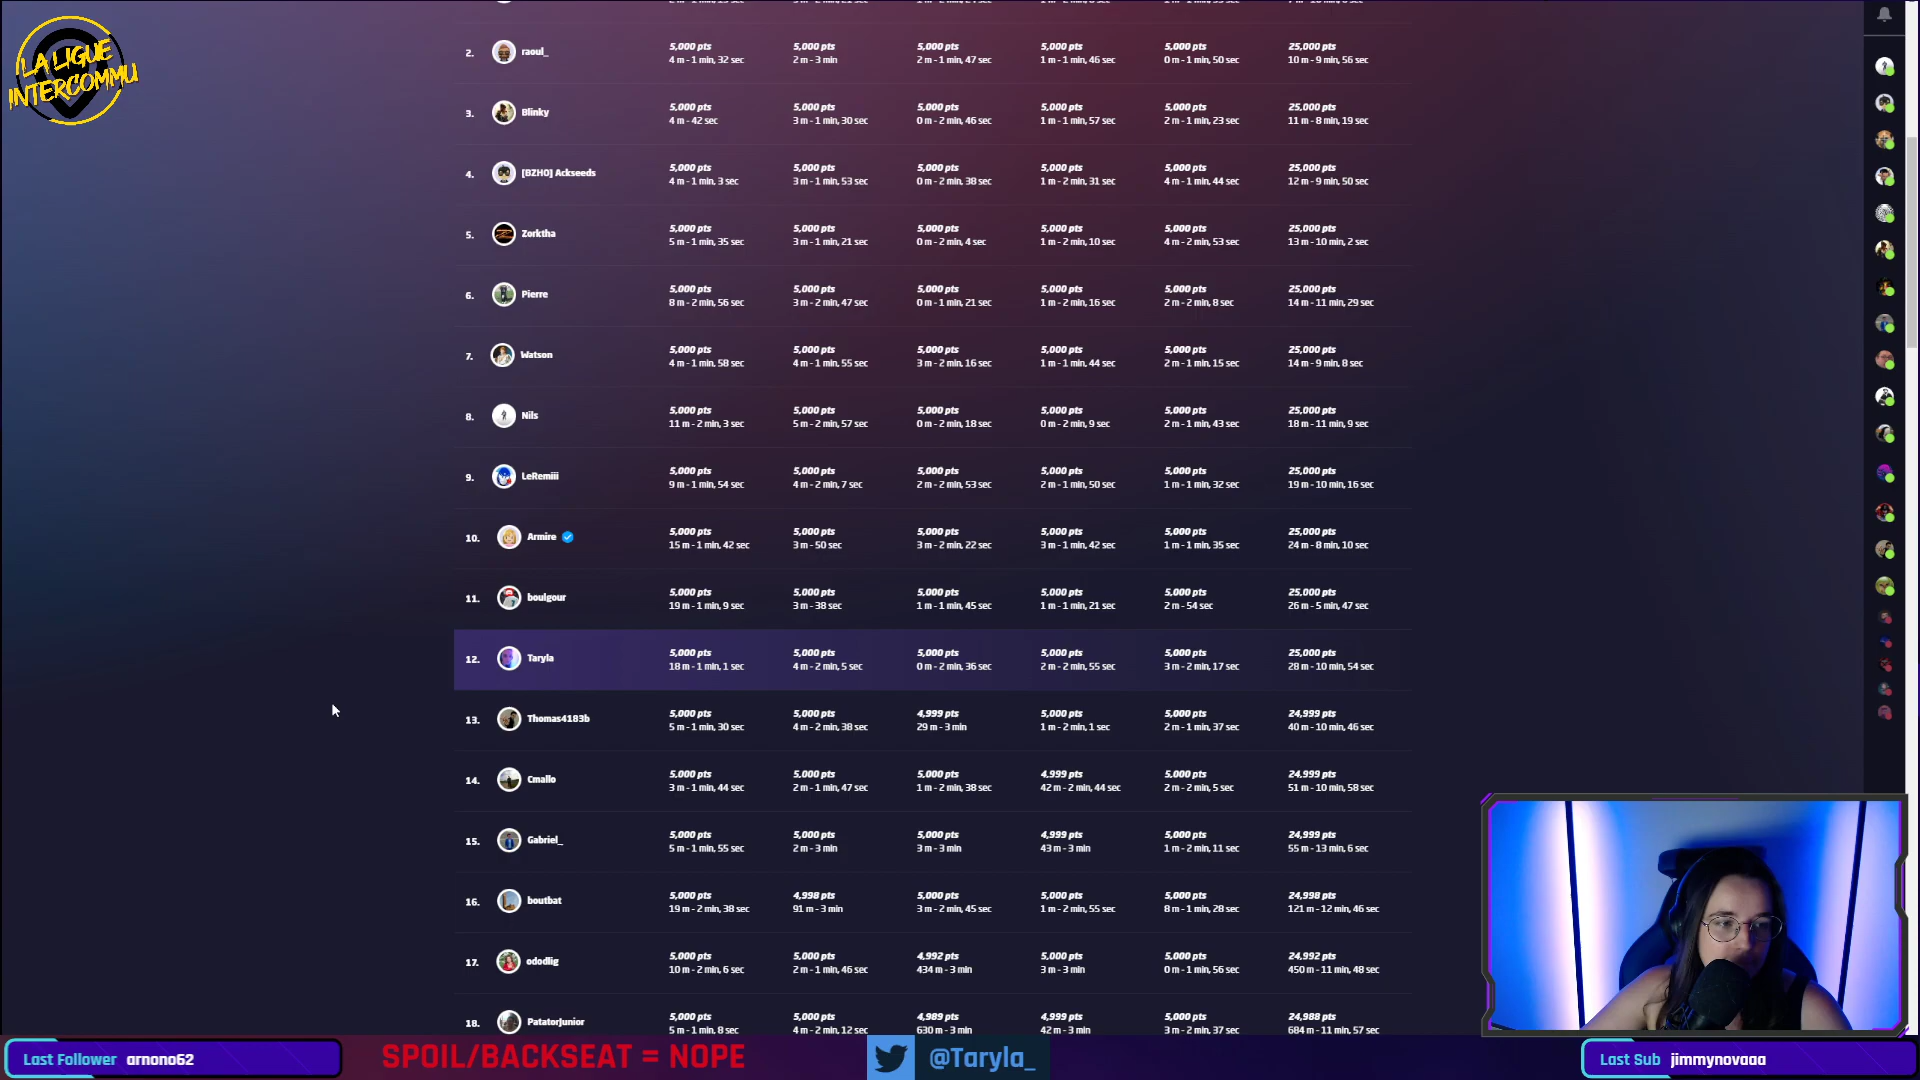 LA LIGUE
INTERCOMMU
2. raoul_ 5,000 pts 5,000 pts 5,000 pts 5,000 pts 5,000 pts 25,000 pts
4 m - 1 min, 32 sec 2 m - 3 min 2 m - 1 min, 47 sec 1 m - 1 min, 46 sec 0 m - 1 min, 50 sec 10 m - 9 min, 56 sec
3. Blinky 5,000 pts 5,000 pts 5,000 pts 5,000 pts 5,000 pts 25,000 pts
4 m - 42 sec 3 m - 1 min, 30 sec 0 m - 2 min, 46 sec 1 m - 1 min, 57 sec 2 m - 1 min, 23 sec 11 m - 8 min, 19 sec
4. [BZHO] Ackseeds 5,000 pts 5,000 pts 5,000 pts 5,000 pts 5,000 pts 25,000 pts
4 m - 1 min, 3 sec 3 m - 1 min, 53 sec 0 m - 2 min, 38 sec 1 m - 2 min, 31 sec 4 m - 1 min, 44 sec 12 m - 9 min, 50 sec
5. Zorktha 5,000 pts 5,000 pts 5,000 pts 5,000 pts 5,000 pts 25,000 pts
5 m - 1 min, 35 sec 3 m - 1 min, 21 sec 0 m - 2 min, 4 sec 1 m - 2 min, 10 sec 4 m - 2 min, 53 sec 13 m - 10 min, 2 sec
6. Pierre 5,000 pts 5,000 pts 5,000 pts 5,000 pts 5,000 pts 25,000 pts
8 m - 2 min, 56 sec 3 m - 2 min, 47 sec 0 m - 1 min, 21 sec 1 m - 2 min, 16 sec 2 m - 2 min, 8 sec 14 m - 11 min, 29 sec
7. Watson 5,000 pts 5,000 pts 5,000 pts 5,000 pts 5,000 pts 25,000 pts
4 m - 1 min, 58 sec 4 m - 1 min, 55 sec 3 m - 2 min, 16 sec 1 m - 1 min, 44 sec 2 m - 1 min, 15 sec 14 m - 9 min, 8 sec
8. Nils 5,000 pts 5,000 pts 5,000 pts 5,000 pts 5,000 pts 25,000 pts
11 m - 2 min, 3 sec 5 m - 2 min, 57 sec 0 m - 2 min, 18 sec 0 m - 2 min, 9 sec 2 m - 1 min, 43 sec 18 m - 11 min, 9 sec
9. LeRemiii 5,000 pts 5,000 pts 5,000 pts 5,000 pts 5,000 pts 25,000 pts
9 m - 1 min, 54 sec 4 m - 2 min, 7 sec 2 m - 2 min, 53 sec 2 m - 1 min, 50 sec 1 m - 1 min, 32 sec 19 m - 10 min, 16 sec
10. Armire 5,000 pts 5,000 pts 5,000 pts 5,000 pts 5,000 pts 25,000 pts
15 m - 1 min, 42 sec 3 m - 50 sec 3 m - 2 min, 22 sec 3 m - 1 min, 42 sec 1 m - 1 min, 35 sec 24 m - 8 min, 10 sec
11. boulgour 5,000 pts 5,000 pts 5,000 pts 5,000 pts 5,000 pts 25,000 pts
19 m - 1 min, 9 sec 3 m - 38 sec 1 m - 1 min, 45 sec 1 m - 1 min, 21 sec 2 m - 54 sec 26 m - 5 min, 47 sec
12. Taryla 5,000 pts 5,000 pts 5,000 pts 5,000 pts 5,000 pts 25,000 pts
18 m - 1 min, 1 sec 4 m - 2 min, 5 sec 0 m - 2 min, 36 sec 2 m - 2 min, 55 sec 3 m - 2 min, 17 sec 28 m - 10 min, 54 sec
13. Thomas4183b 5,000 pts 5,000 pts 4,999 pts 5,000 pts 5,000 pts 24,999 pts
5 m - 1 min, 30 sec 4 m - 2 min, 38 sec 29 m - 3 min 1 m - 2 min, 1 sec 2 m - 1 min, 37 sec 40 m - 10 min, 46 sec
14. Cmallo 5,000 pts 5,000 pts 5,000 pts 4,999 pts 5,000 pts 24,999 pts
3 m - 1 min, 44 sec 2 m - 1 min, 47 sec 1 m - 2 min, 38 sec 42 m - 2 min, 44 sec 2 m - 2 min, 5 sec 51 m - 10 min, 58 sec
15. Gabriel_ 5,000 pts 5,000 pts 5,000 pts 4,999 pts 5,000 pts 24,999 pts
5 m - 1 min, 55 sec 2 m - 3 min 3 m - 3 min 43 m - 3 min 1 m - 2 min, 11 sec 55 m - 13 min, 6 sec
16. boutbat 5,000 pts 4,998 pts 5,000 pts 5,000 pts 5,000 pts 24,998 pts
19 m - 2 min, 38 sec 91 m - 3 min 3 m - 2 min, 45 sec 1 m - 2 min, 55 sec 8 m - 1 min, 28 sec 121 m - 12 min, 46 sec
17. ododlig 5,000 pts 5,000 pts 4,992 pts 5,000 pts 5,000 pts 24,992 pts
10 m - 2 min, 6 sec 2 m - 1 min, 46 sec 434 m - 3 min 3 m - 3 min 0 m - 1 min, 56 sec 450 m - 11 min, 48 sec
18. PatatorJunior 5,000 pts 5,000 pts 4,989 pts 4,999 pts 5,000 pts 24,988 pts
5 m - 1 min, 8 sec 4 m - 2 min, 12 sec 630 m - 3 min 42 m - 3 min 3 m - 2 min, 37 sec 684 m - 11 min, 57 sec
Last Follower arnono62 SPOIL/BACKSEAT = NOPE @Taryla_ Last Sub jimmynovaaa